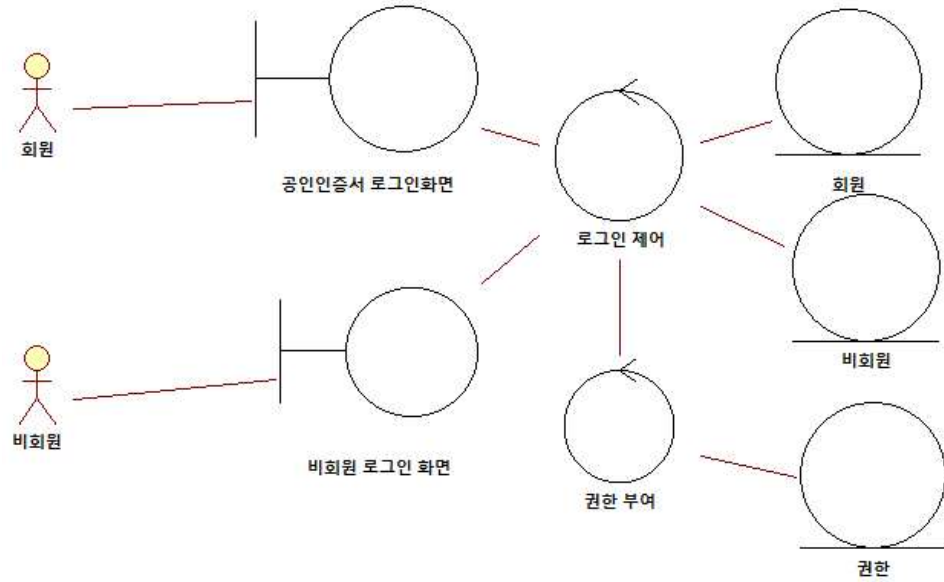 회원
공인인증서 로그인화면
로그인 제어
회원
비회원
비회원
비회원 로그인 화면
권한 부여
권한